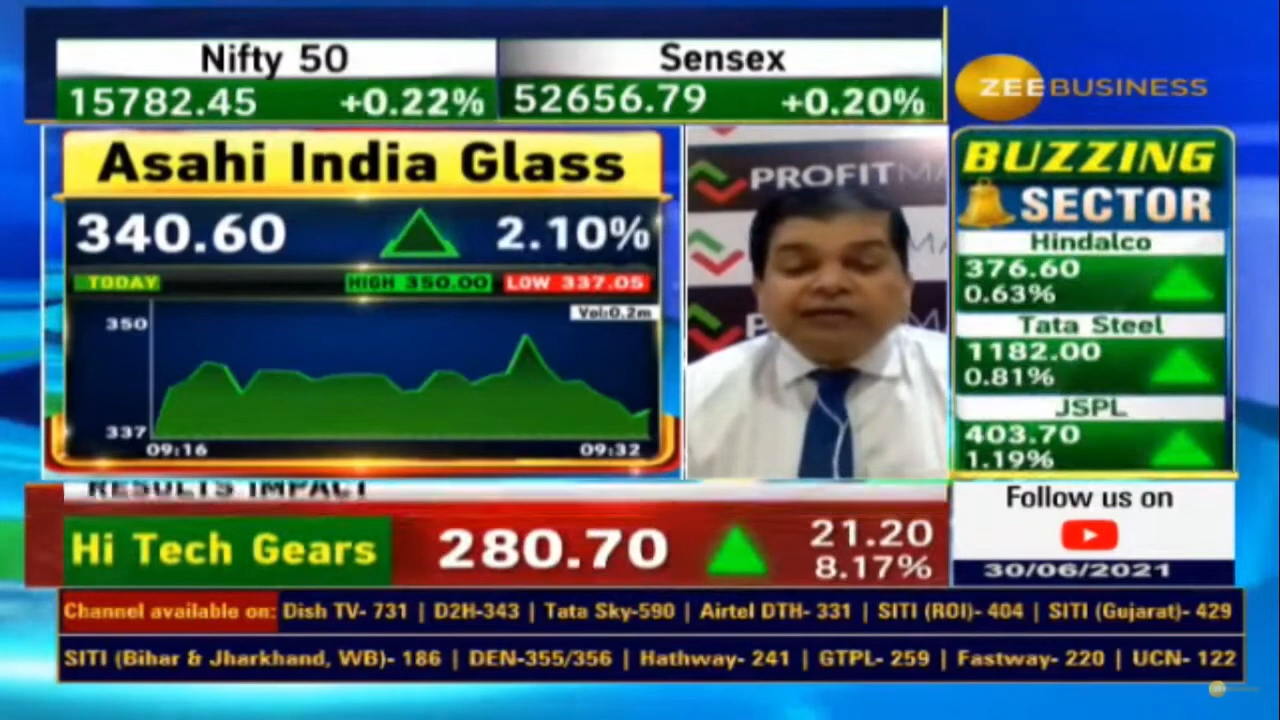 Nifty 50
15782.45 +0.22%
Sensex
52656.79 +0.20%
ZEEBUSINESS
Asahi India Glass
340.60 2.10%
TODAY HIGH 350.00 LOW 337.05
Vol:0.2m
350
337
09:16 09:32
PROFITMA
BUZZING
SECTOR
Hindalco
376.60
0.63%
Tata Steel
1182.00
0.81%
JSPL
403.70
1.19%
RESULTS IMPACT
Hi Tech Gears 280.70 21.20
8.17%
Follow us on
30/06/2021
Channel available on: Dish TV- 731 | D2H-343 | Tata Sky-590 | Airtel DTH- 331 | SITI (ROI)- 404 | SITI (Gujarat)- 429
SITI (Bihar & Jharkhand, WB)- 186 | DEN-355/356 | Hathway- 241 | GTPL- 259 | Fastway- 220 | UCN- 122